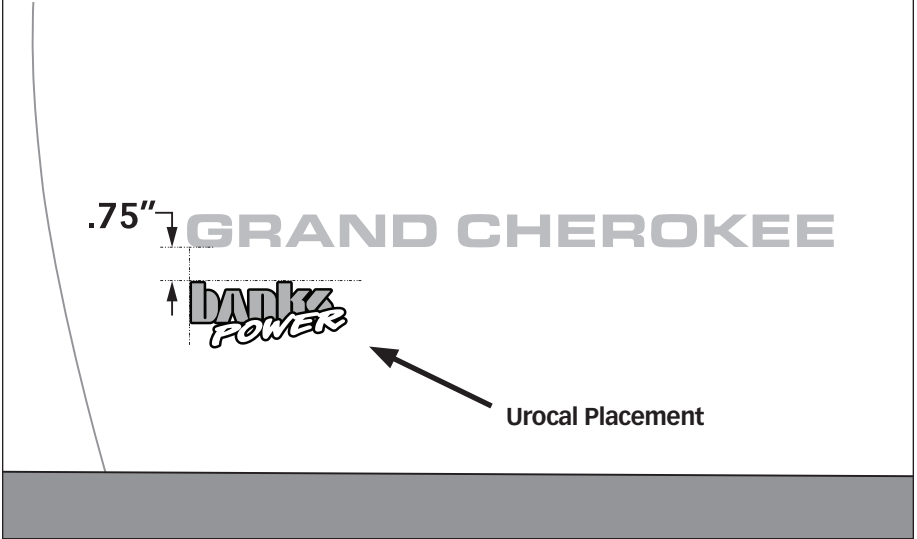 .75″
GRAND CHEROKEE
banks
POWER
Urocal Placement